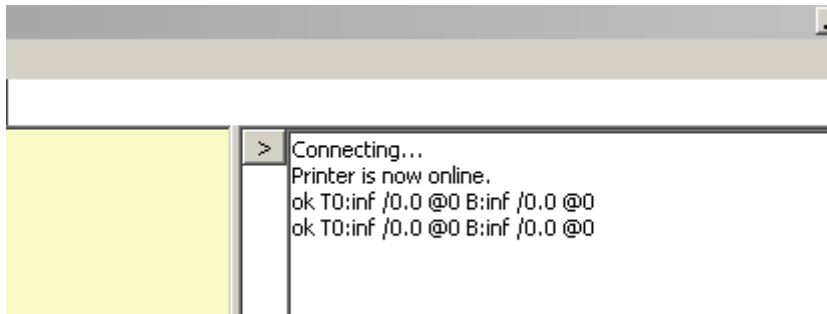 >
Connecting...
Printer is now online.
ok T0:inf /0.0 @0 B:inf /0.0 @0
ok T0:inf /0.0 @0 B:inf /0.0 @0